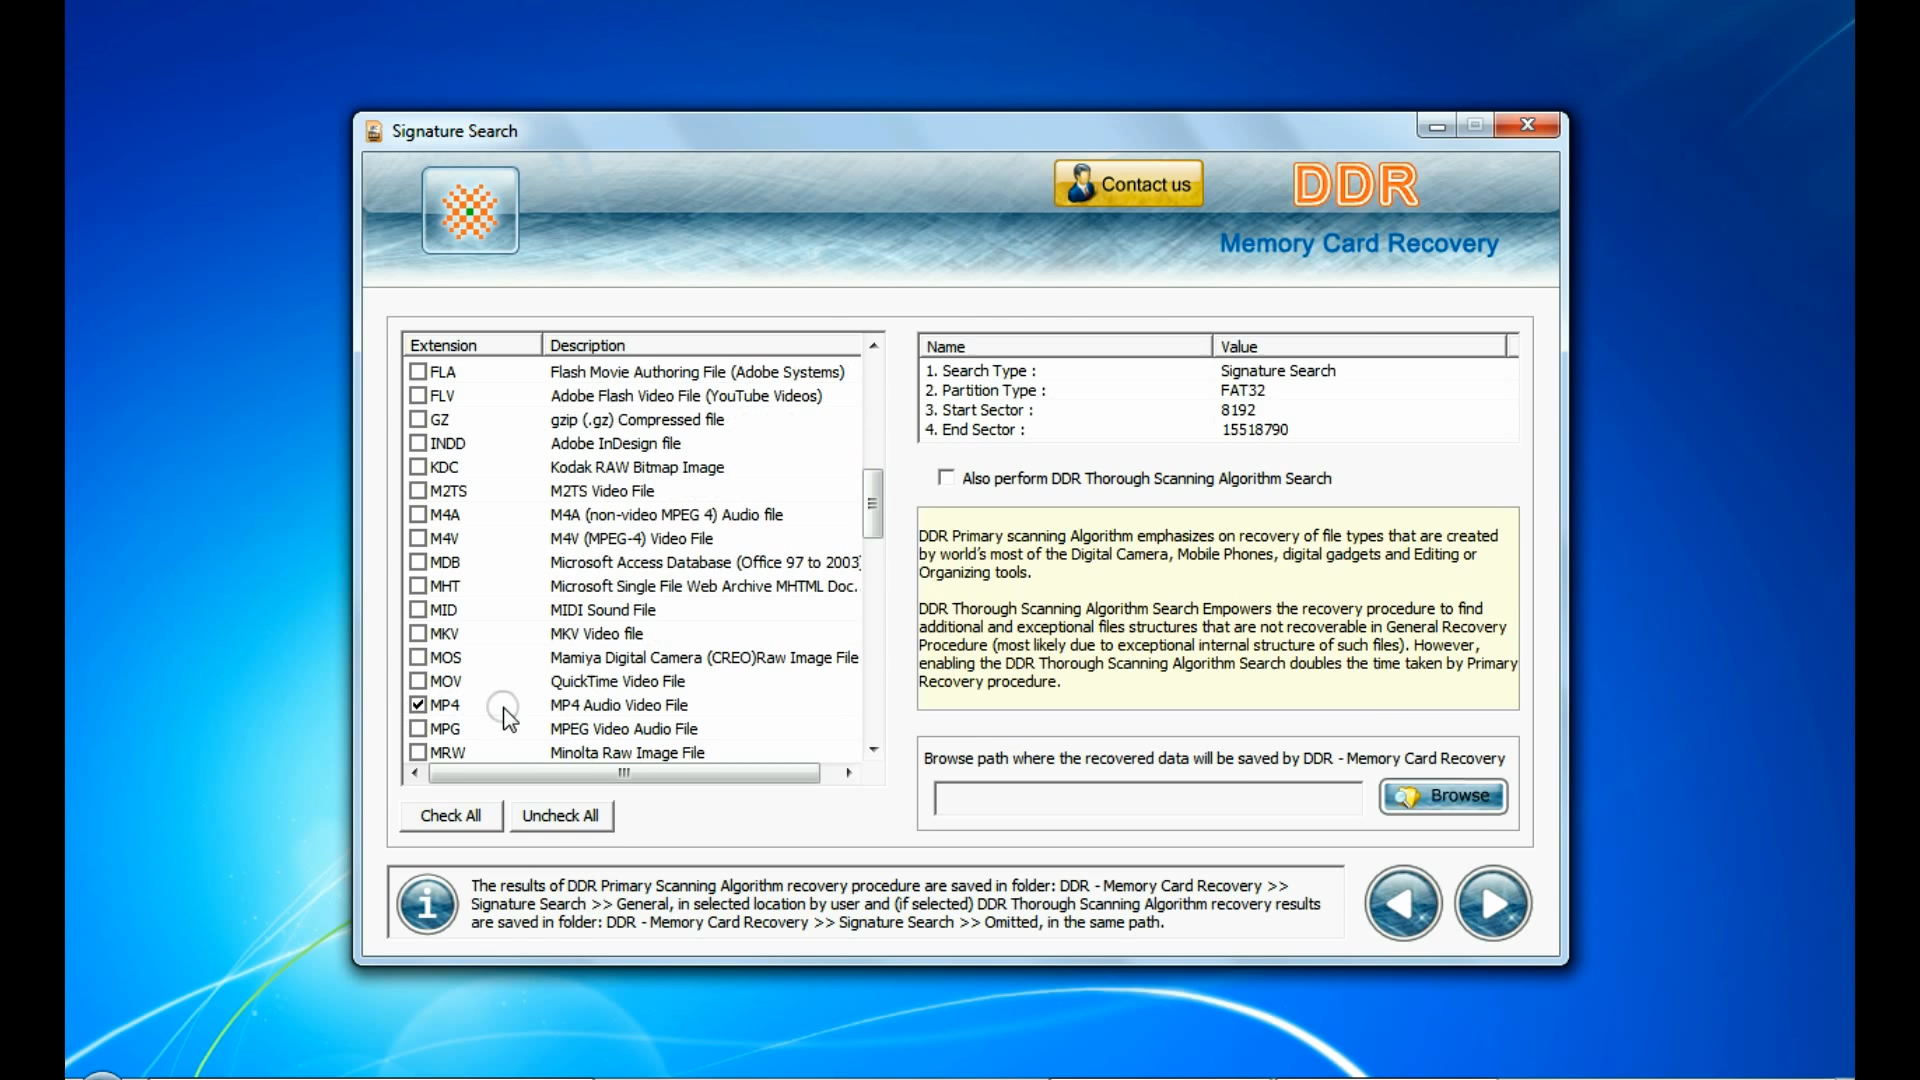 Signature Search
Contact us
DDR
Memory Card Recovery
Extension Description
FLA Flash Movie Authoring File (Adobe Systems)
FLV Adobe Flash Video File (YouTube Videos)
GZ gzip (.gz) Compressed file
INDD Adobe InDesign file
KDC Kodak RAW Bitmap Image
M2TS M2TS Video File
M4A M4A (non-video MPEG 4) Audio file
M4V M4V (MPEG-4) Video File
MDB Microsoft Access Database (Office 97 to 2003)
MHT Microsoft Single File Web Archive MHTML Doc.
MID MIDI Sound File
MKV MKV Video file
MOS Mamiya Digital Camera (CREO)Raw Image File
MOV QuickTime Video File
MP4 MP4 Audio Video File
MPG MPEG Video Audio File
MRW Minolta Raw Image File
Check All Uncheck All
Name Value
1. Search Type : Signature Search
2. Partition Type : FAT32
3. Start Sector : 8192
4. End Sector : 15518790
Also perform DDR Thorough Scanning Algorithm Search
DDR Primary scanning Algorithm emphasizes on recovery of file types that are created
by world's most of the Digital Camera, Mobile Phones, digital gadgets and Editing or
Organizing tools.
DDR Thorough Scanning Algorithm Search Empowers the recovery procedure to find
additional and exceptional files structures that are not recoverable in General Recovery
Procedure (most likely due to exceptional internal structure of such files). However,
enabling the DDR Thorough Scanning Algorithm Search doubles the time taken by Primary
Recovery procedure.
Browse path where the recovered data will be saved by DDR - Memory Card Recovery
Browse
The results of DDR Primary Scanning Algorithm recovery procedure are saved in folder: DDR - Memory Card Recovery >>
Signature Search >> General, in selected location by user and (if selected) DDR Thorough Scanning Algorithm recovery results
are saved in folder: DDR - Memory Card Recovery >> Signature Search >> Omitted, in the same path.